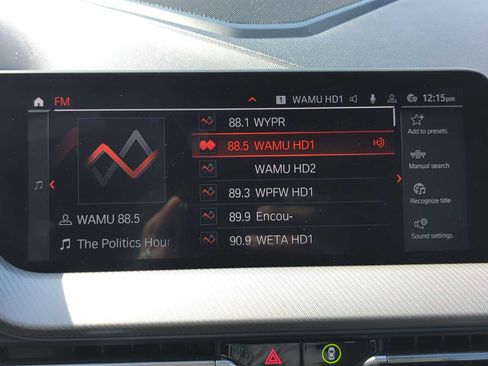 FM
1 WAMU HD1
12:15pm
88.1 WYPR
88.5 WAMU HD1
WAMU HD2
89.3 WPFW HD1
89.9 Encou-
90.9 WETA HD1
WAMU 88.5
The Politics Hour
Add to presets
Manual search
Recognize title
Sound settings